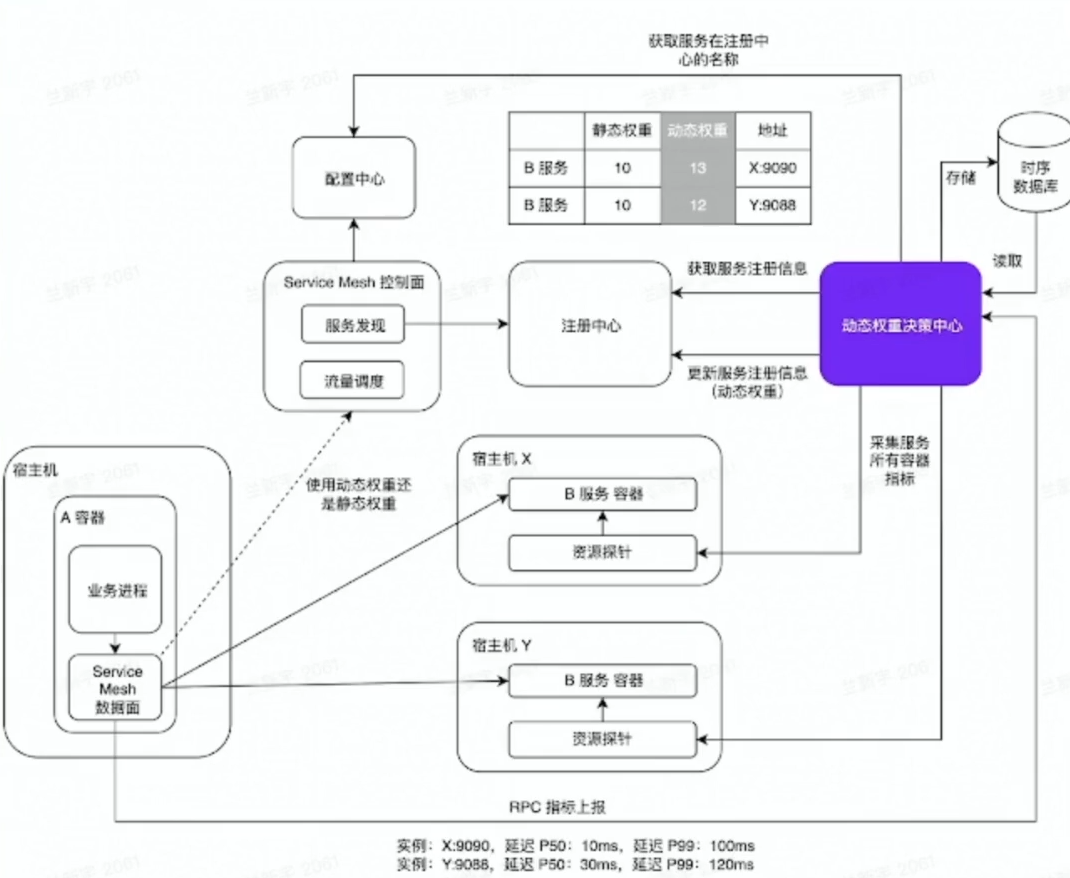 获取服务在注册中
心的名称
静态权重 动态权重 地址
B 服务 10 13 X:9090
B 服务 10 12 Y:9088
时序
数据库
存储
读取
配置中心
Service Mesh 控制面
服务发现
流量调度
注册中心
获取服务注册信息
更新服务注册信息
(动态权重)
动态权重决策中心
采集服务
所有容器
指标
使用动态权重还
是静态权重
宿主机
A 容器
业务进程
Service
Mesh
数据面
宿主机 X
B 服务 容器
资源探针
宿主机 Y
B 服务 容器
资源探针
RPC 指标上报
实例：X:9090，延迟 P50：10ms，延迟 P99：100ms
实例：Y:9088，延迟 P50：30ms，延迟 P99：120ms